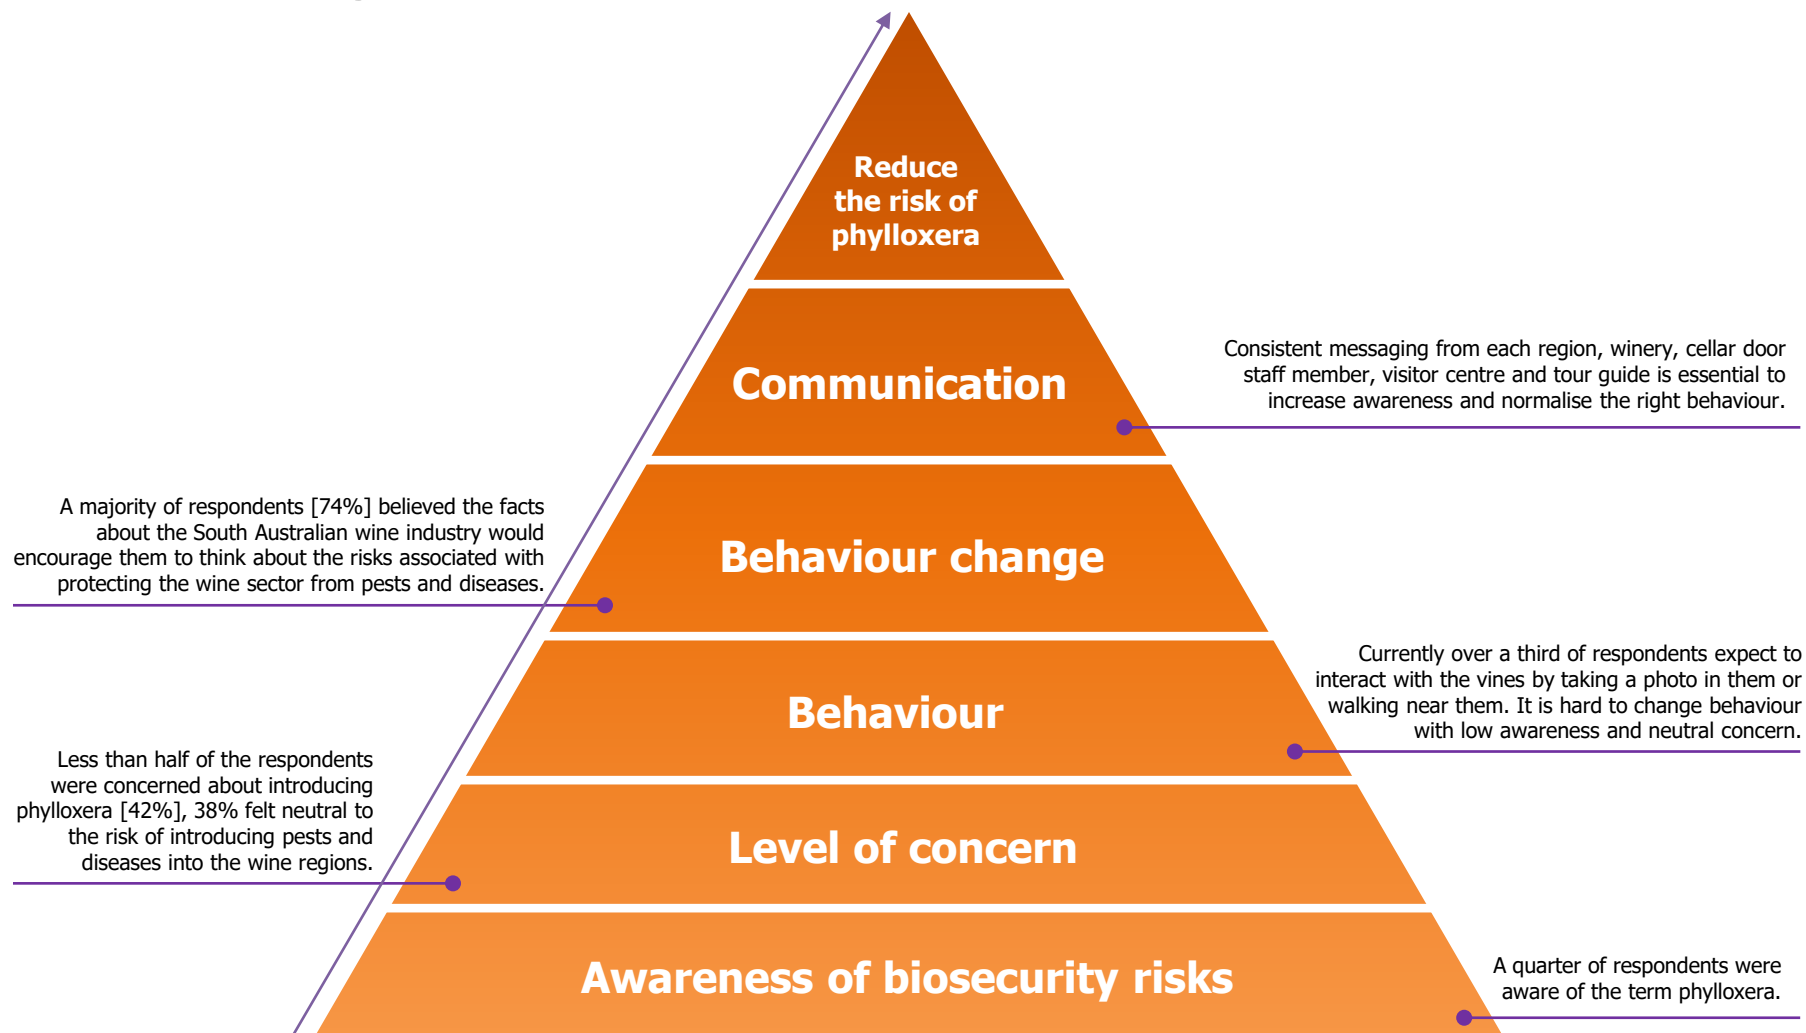 Reduce
the risk of
phylloxera
Communication
Consistent messaging from each region, winery, cellar door
staff member, visitor centre and tour guide is essential to
increase awareness and normalise the right behaviour.
A majority of respondents [74%] believed the facts
about the South Australian wine industry would
encourage them to think about the risks associated with
protecting the wine sector from pests and diseases.
Behaviour change
Behaviour
Currently over a third of respondents expect to
interact with the vines by taking a photo in them or
walking near them. It is hard to change behaviour
with low awareness and neutral concern.
Less than half of the respondents
were concerned about introducing
phylloxera [42%], 38% felt neutral to
the risk of introducing pests and
diseases into the wine regions.
Level of concern
Awareness of biosecurity risks
A quarter of respondents were
aware of the term phylloxera.